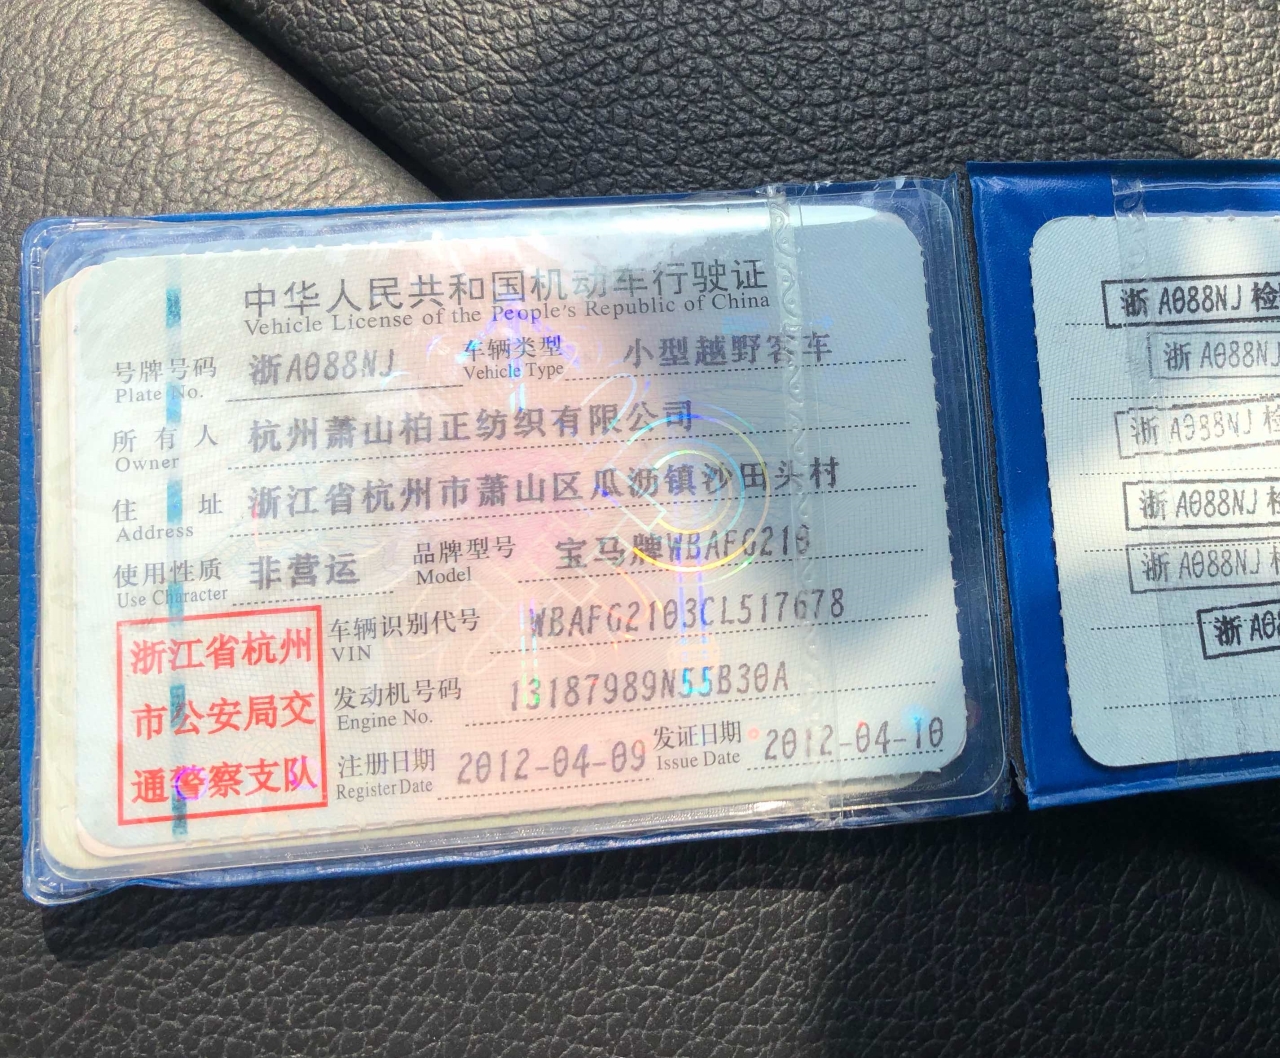 中华人民共和国机动车行驶证
Vehicle License of the People's Republic of China
号牌号码 浙A088NJ 车辆类型 小型越野客车
Plate No. Vehicle Type
所有人 杭州萧山柏正纺织有限公司
Owner
住址 浙江省杭州市萧山区瓜沥镇沙田头村
Address
使用性质 非营运 品牌型号 宝马牌WBAFG210
Use Character Model
车辆识别代号 WBAFG2103CL517678
VIN
发动机号码 13187989N55B30A
Engine No.
注册日期 2012-04-09 发证日期 2012-04-10
Register Date Issue Date
浙江省杭州
市公安局交
通警察支队
浙A088NJ 检
浙A088NJ
浙A988NJ 检
浙A088NJ 检
浙A088NJ 检
浙A0